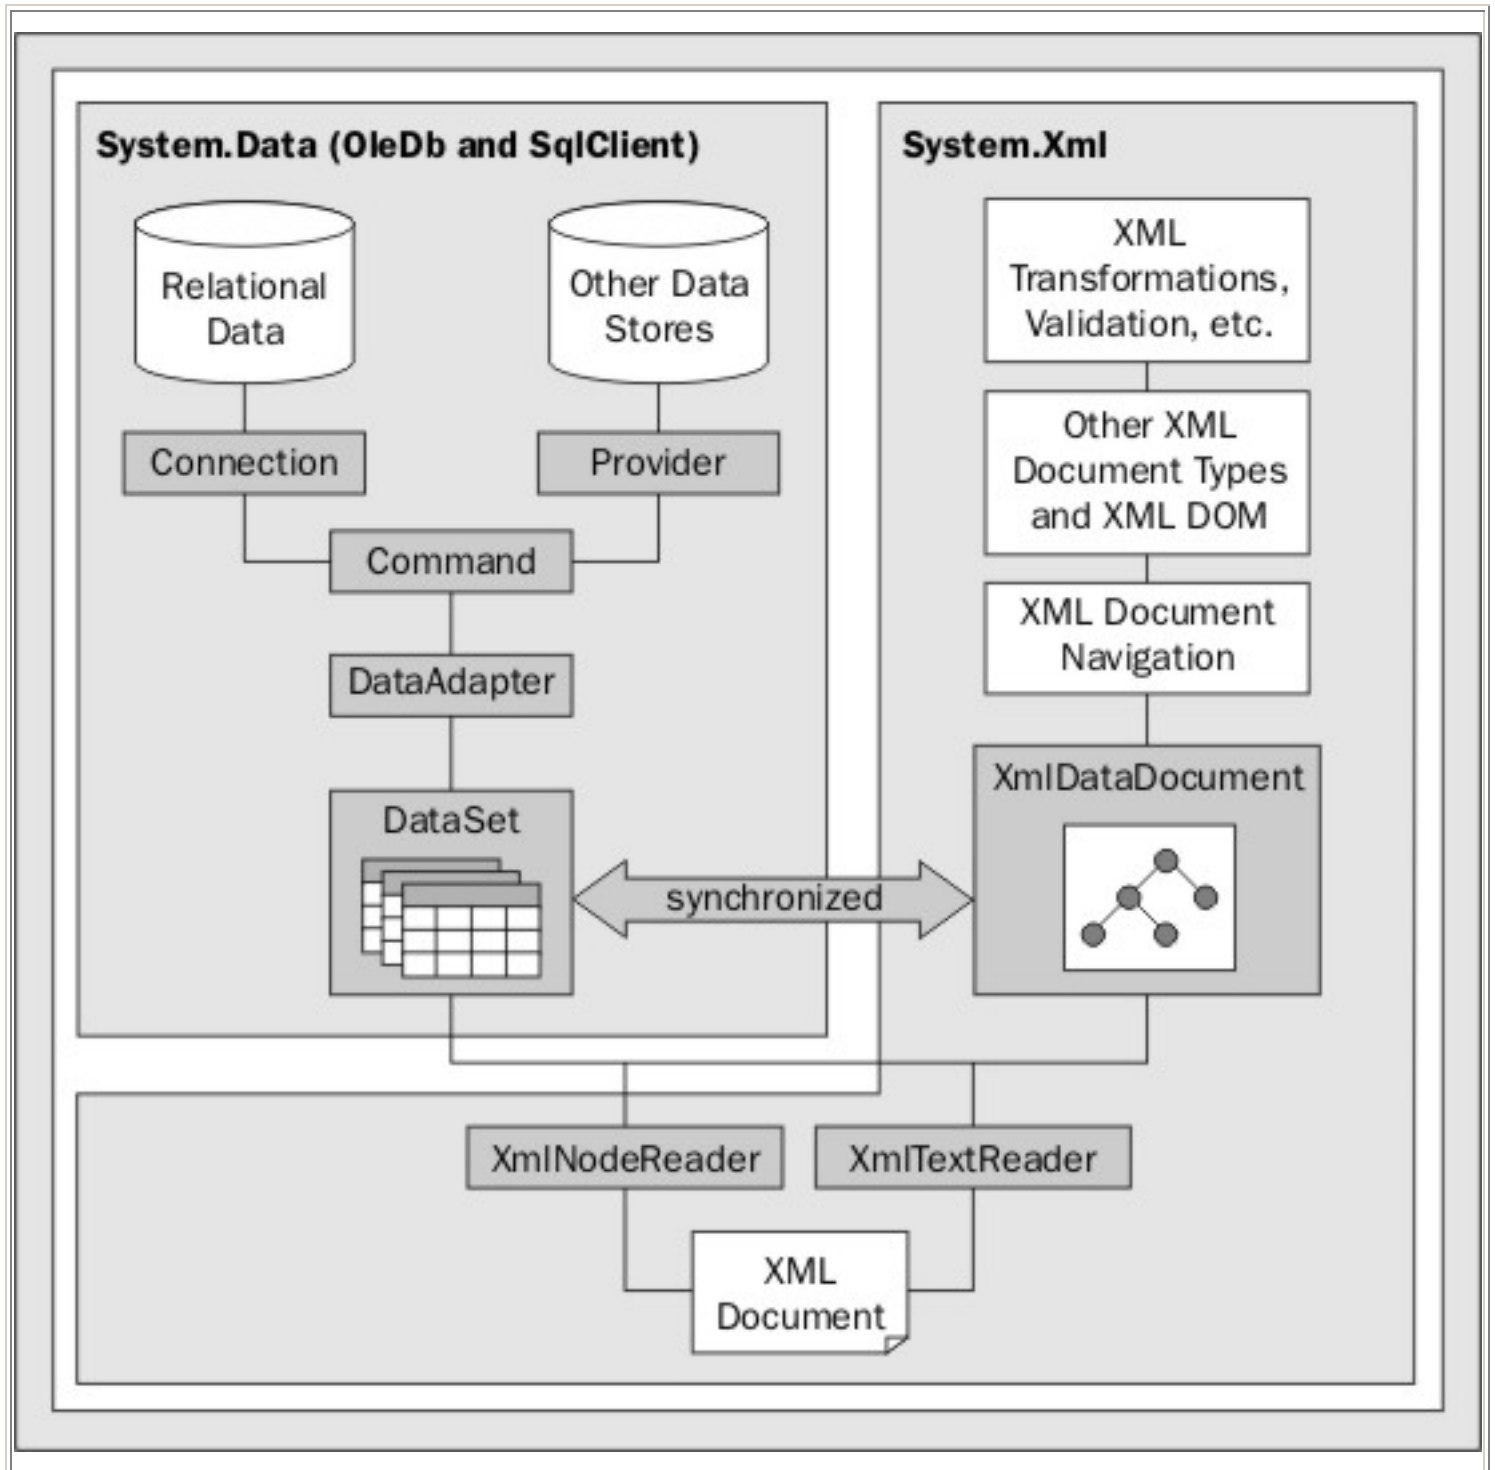 System.Data (OleDb and SqlClient)
Relational
Data
Other Data
Stores
Connection
Provider
Command
DataAdapter
DataSet
synchronized
System.Xml
XML
Transformations,
Validation, etc.
Other XML
Document Types
and XML DOM
XML Document
Navigation
XmlDataDocument
XmlNodeReader
XmlTextReader
XML
Document